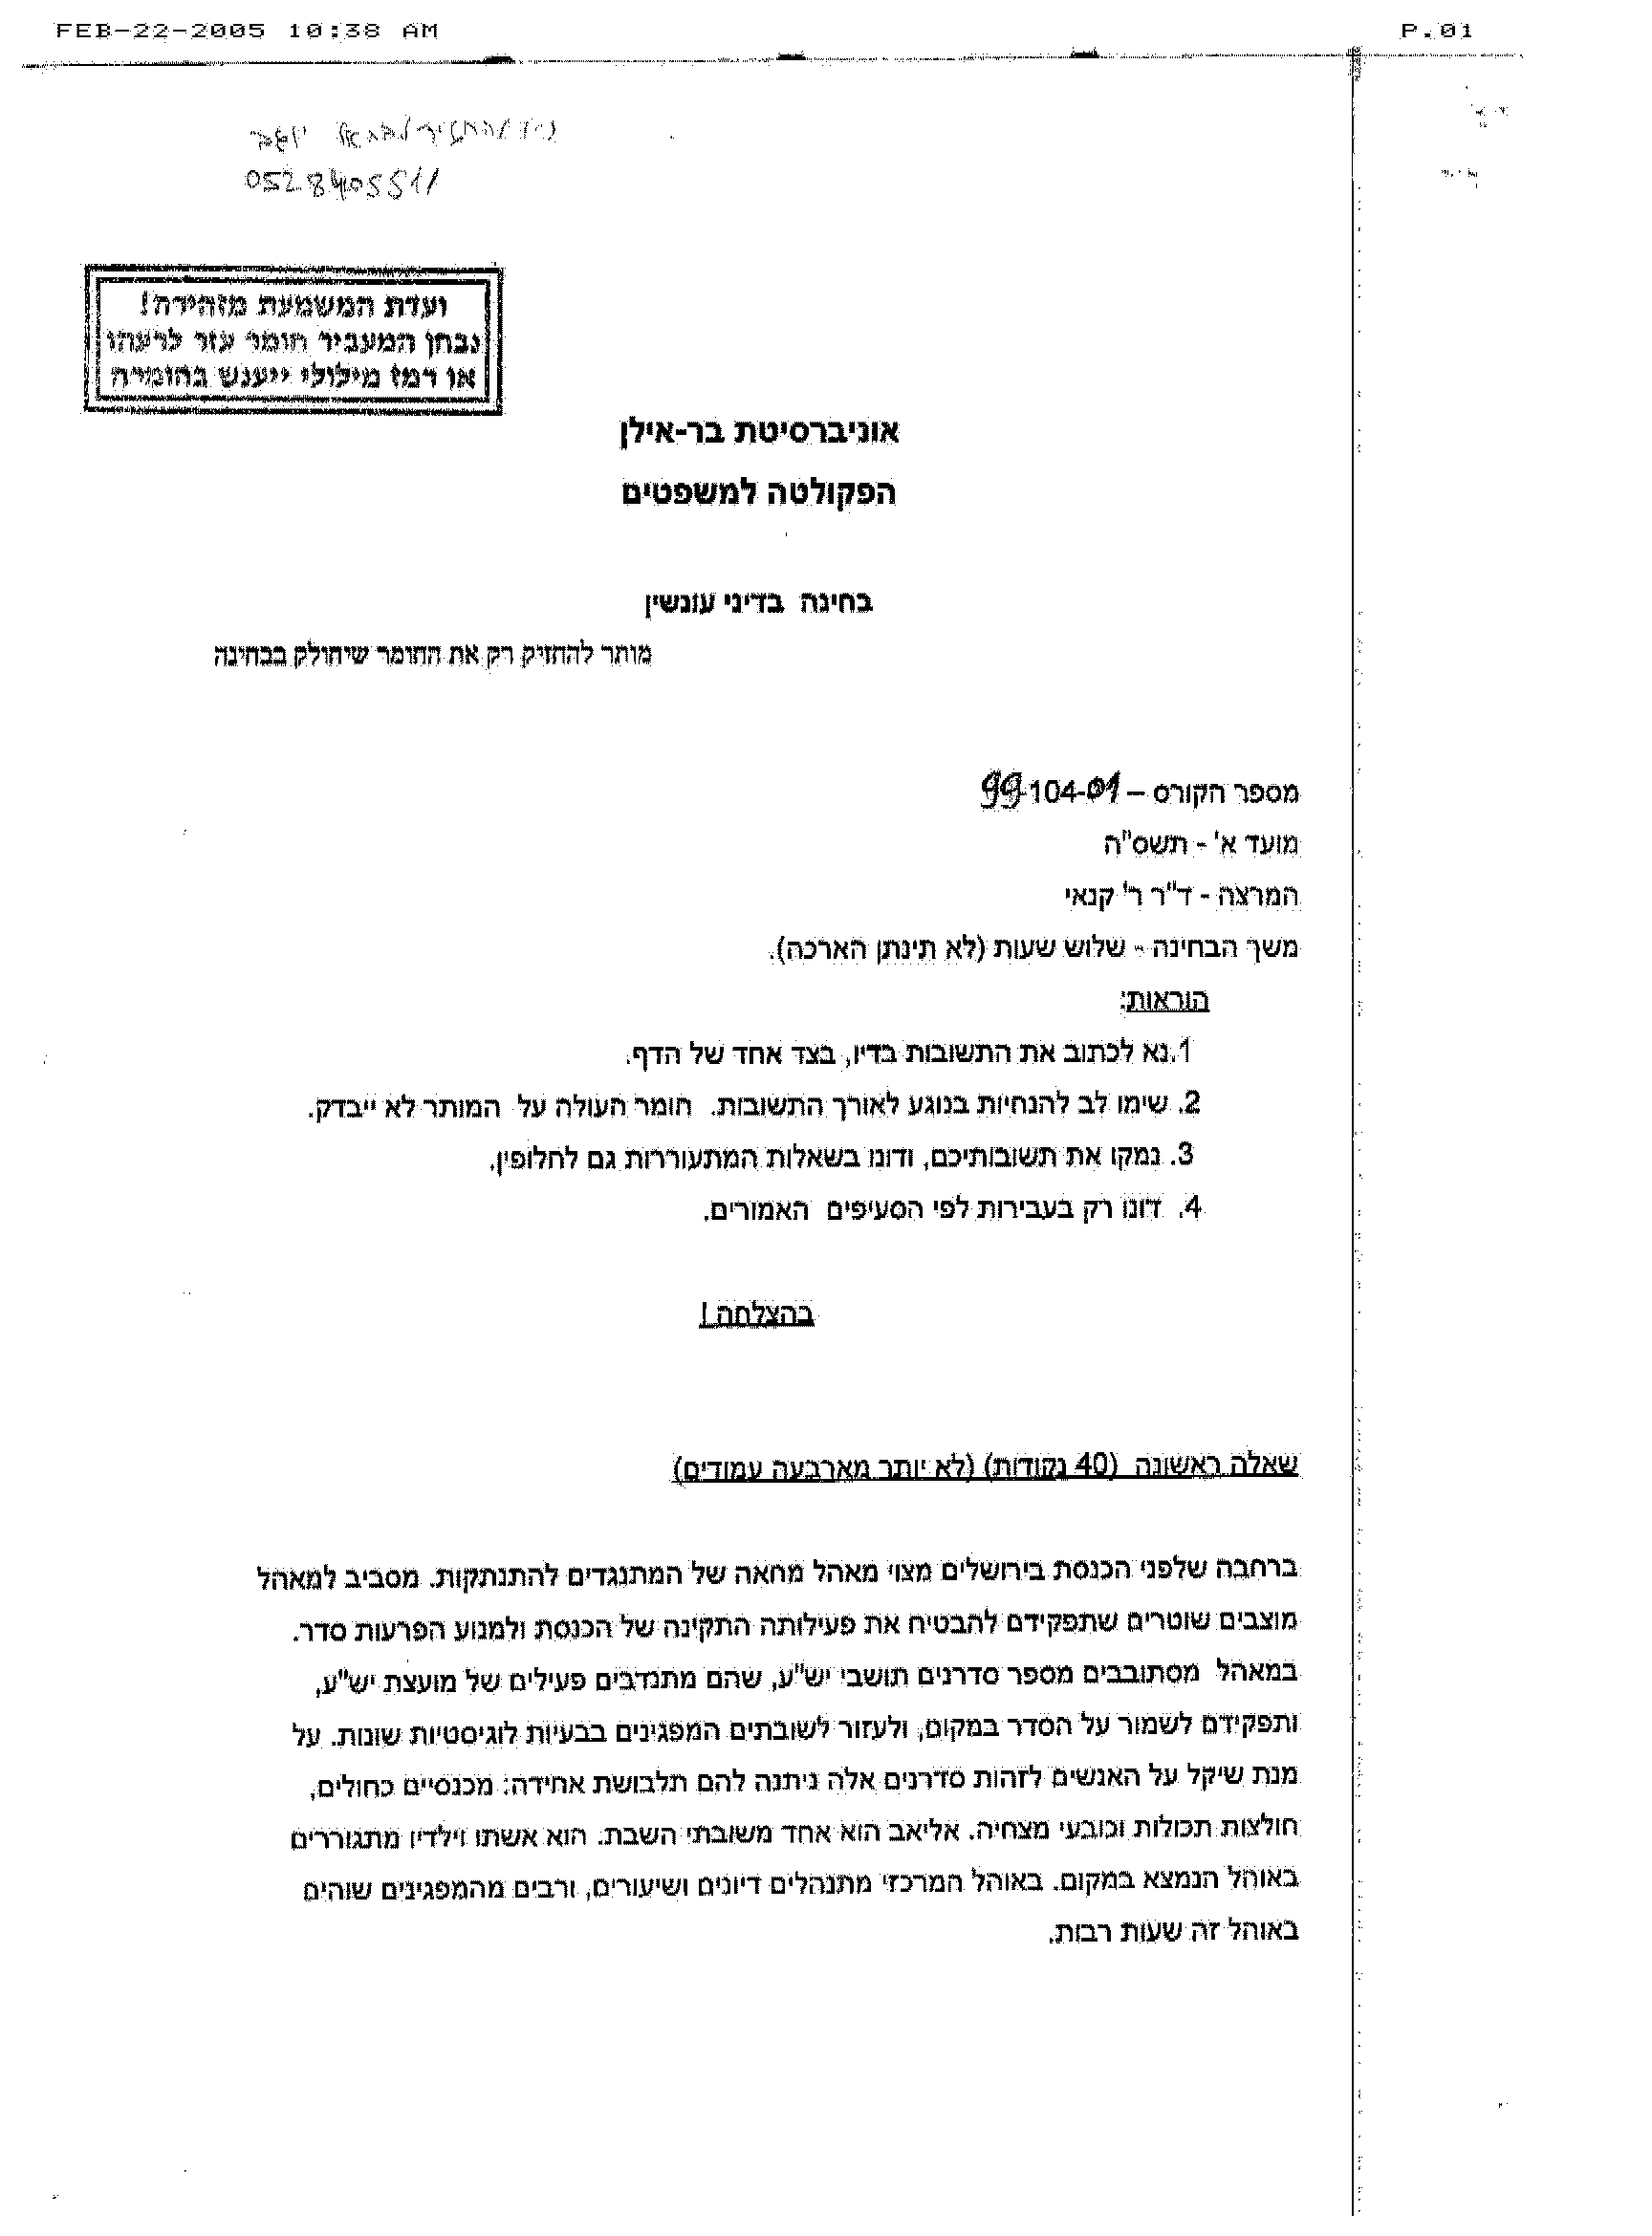 FEB-22-2005 10:38 AM P.01
ועדת המשמעת מזהירה!
נבחן המעביר חומר עזר לרעהו
או רמז מילולי ייענש בחומרה
אוניברסיטת בר-אילן
הפקולטה למשפטים
בחינה בדיני עונשין
מותר להחזיק רק את החומר שיחולק בבחינה
מספר הקורס – 99-104-01
מועד א' - תשס"ה
המרצה - ד"ר ר' קנאי
משך הבחינה - שלוש שעות (לא תינתן הארכה).
הוראות:
1.נא לכתוב את התשובות בדיו, בצד אחד של הדף.
2. שימו לב להנחיות בנוגע לאורך התשובות. חומר העולה על המותר לא ייבדק.
3. נמקו את תשובותיכם, ודונו בשאלות המתעוררות גם לחלופין.
4. דונו רק בעבירות לפי הסעיפים האמורים.
בהצלחה!
שאלה ראשונה (40 נקודות) (לא יותר מארבעה עמודים)
ברחבה שלפני הכנסת בירושלים מצוי מאהל מחאה של המתנגדים להתנתקות. מסביב למאהל
מוצבים שוטרים שתפקידם להבטיח את פעילותה התקינה של הכנסת ולמנוע הפרעות סדר.
במאהל מסתובבים מספר סדרנים תושבי יש"ע, שהם מתנדבים פעילים של מועצת יש"ע,
ותפקידם לשמור על הסדר במקום, ולעזור לשובתים המפגינים בבעיות לוגיסטיות שונות. על
מנת שיקל על האנשים לזהות סדרנים אלה ניתנה להם תלבושת אחידה: מכנסיים כחולים,
חולצות תכולות וכובעי מצחיה. אליאב הוא אחד משובתי השבת. הוא אשתו וילדיו מתגוררים
באוהל הנמצא במקום. באוהל המרכזי מתנהלים דיונים ושיעורים, ורבים מהמפגינים שוהים
באוהל זה שעות רבות.